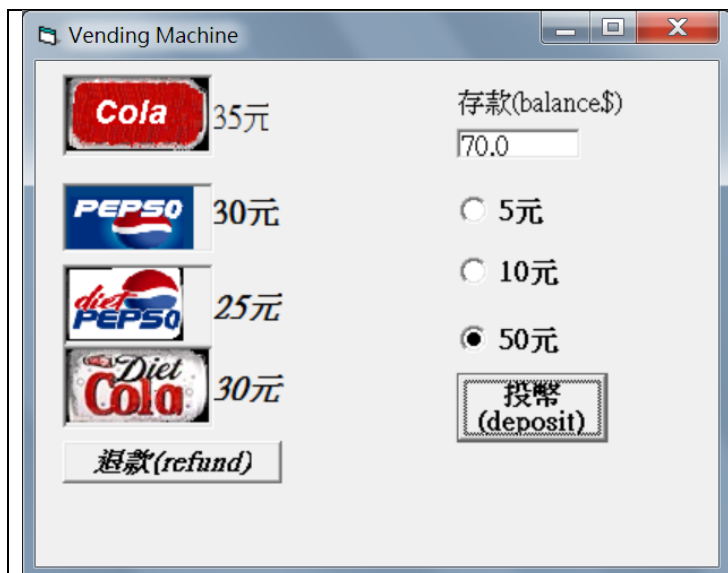 Vending Machine
Cola
35元
PEPSO
30元
diet
PEPSO
25元
Diet
Cola
30元
退款(refund)
存款(balance$)
70.0
5元
10元
50元
投幣
(deposit)